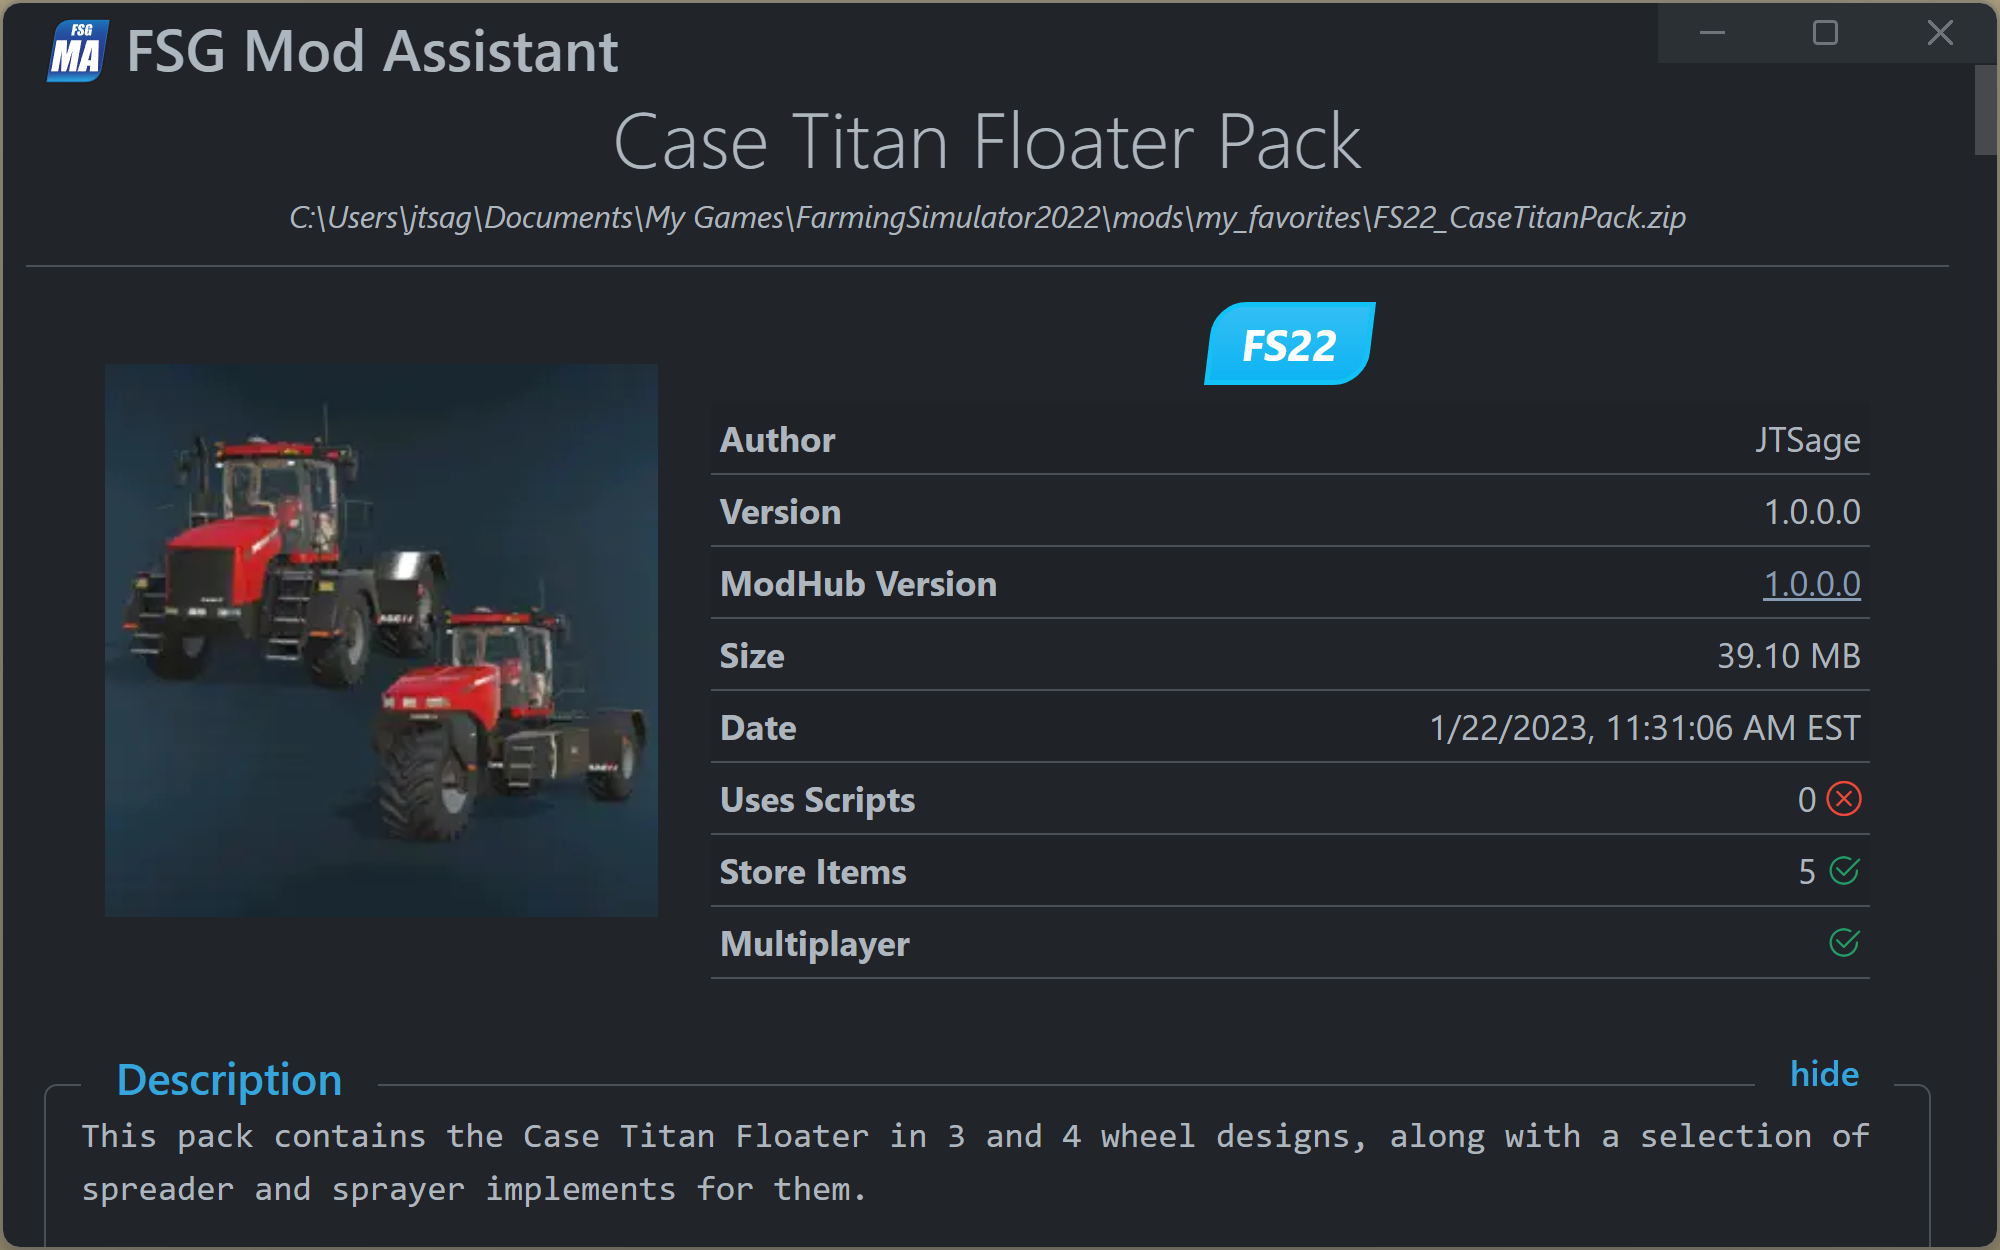 FSG
MA
FSG Mod Assistant
Case Titan Floater Pack
C:\Users\jtsag\Documents\My Games\FarmingSimulator2022\mods\my_favorites\FS22_CaseTitanPack.zip
FS22
Author JTSage
Version 1.0.0.0
ModHub Version 1.0.0.0
Size 39.10 MB
Date 1/22/2023, 11:31:06 AM EST
Uses Scripts 0
Store Items 5
Multiplayer
Description hide
This pack contains the Case Titan Floater in 3 and 4 wheel designs, along with a selection of
spreader and sprayer implements for them.